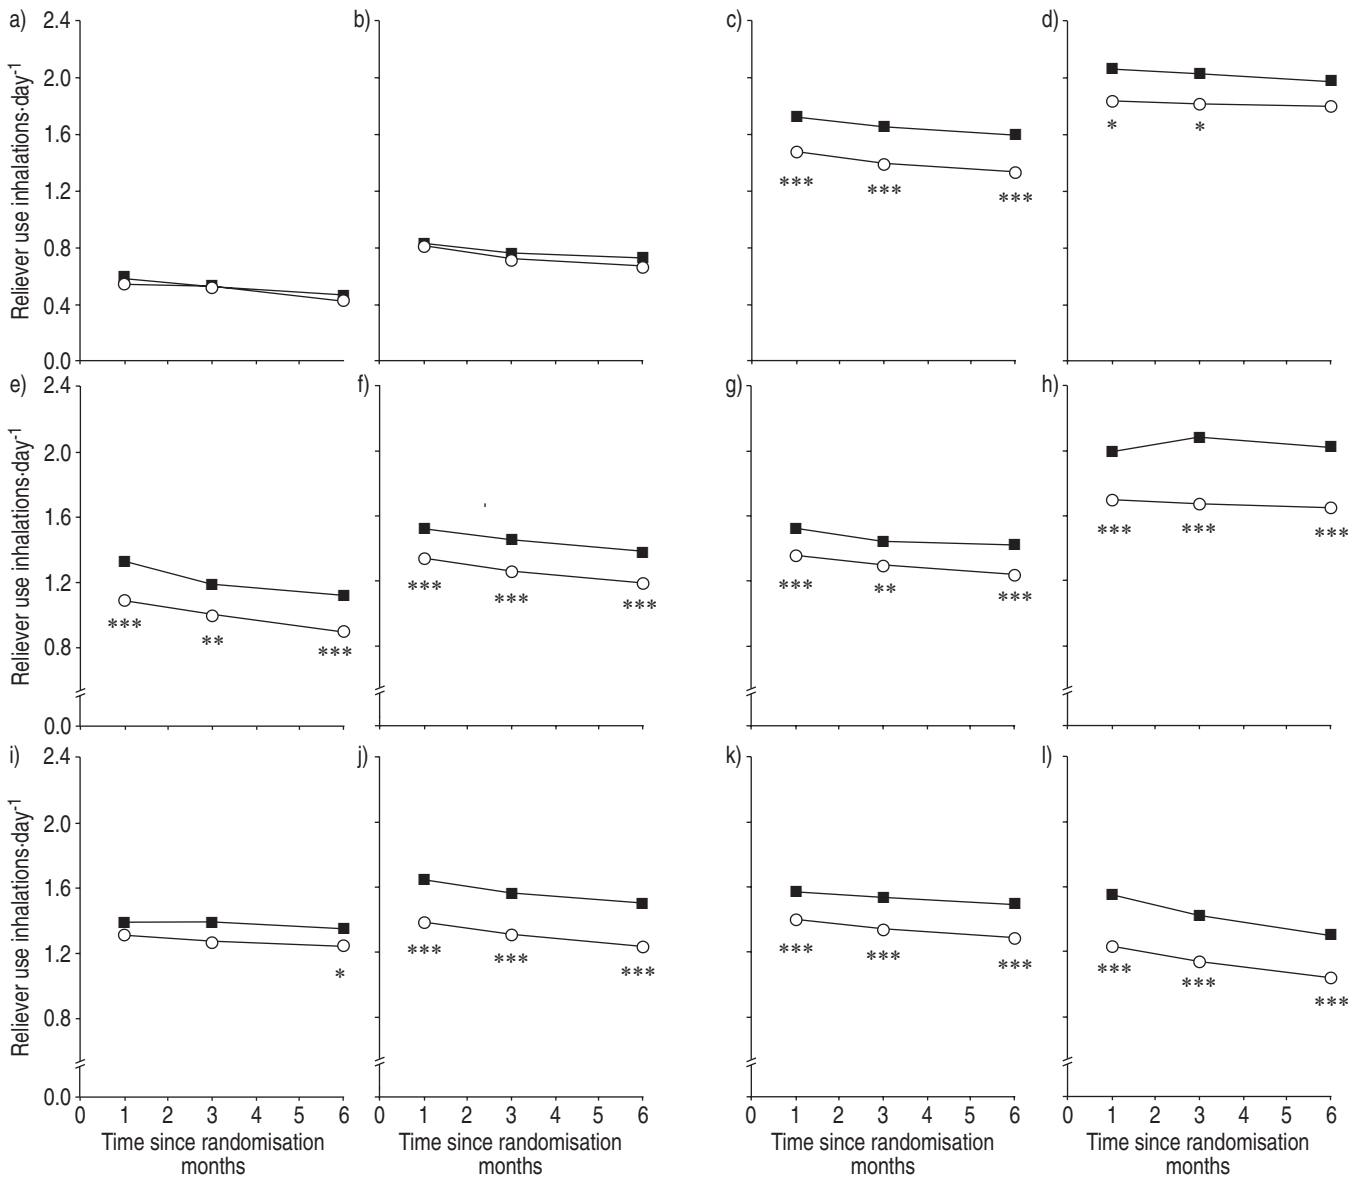 a) 2.4 b) c) d)
2.0
1.6
* *
1.2 *** *** ***
0.8
0.4
0.0
Reliever use inhalations·day-1
e) 2.4 f) g) h)
2.0
1.6
*** *** ***
1.2
*** *** *** *** ** ***
*** ** ***
0.8
0.0
Reliever use inhalations·day-1
i) 2.4 j) k) l)
2.0
1.6
1.2
* *** *** *** *** *** *** *** *** ***
0.8
0.0
Reliever use inhalations·day-1
0 1 2 3 4 5 6 0 1 2 3 4 5 6 0 1 2 3 4 5 6 0 1 2 3 4 5 6
Time since randomisation Time since randomisation Time since randomisation Time since randomisation
months months months months